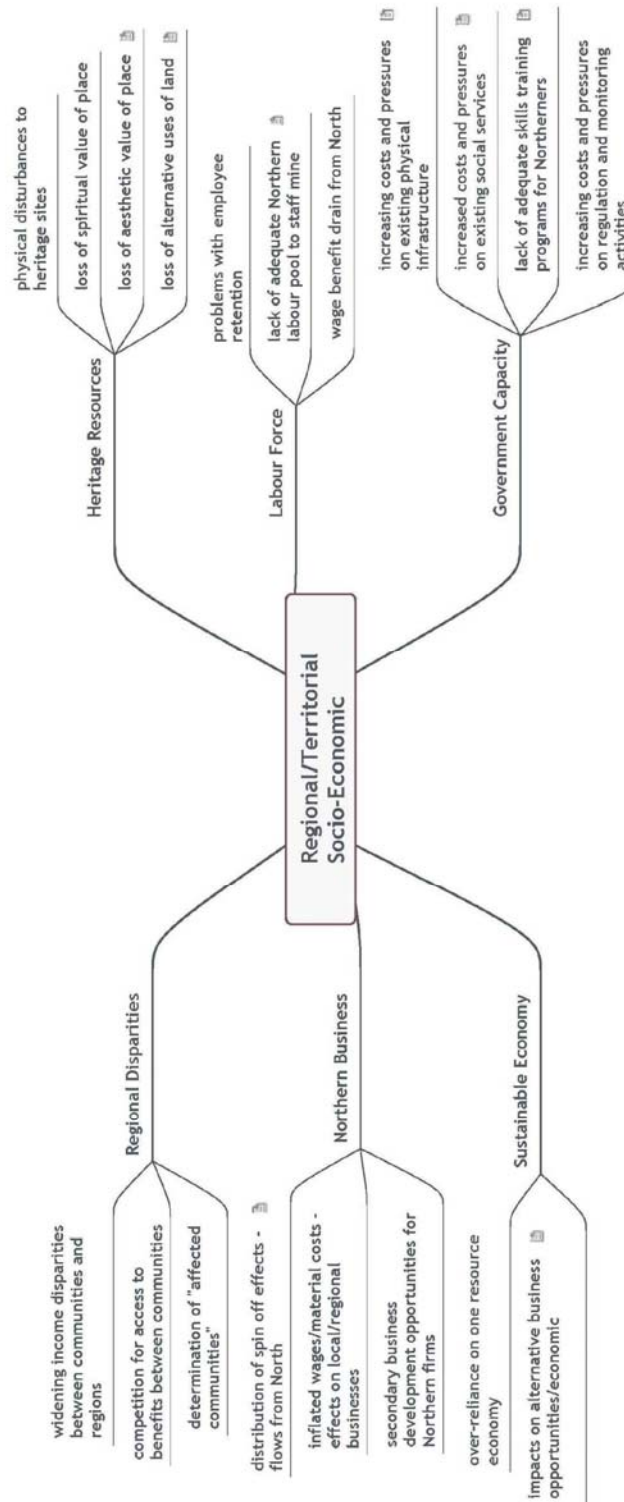 Regional/Territorial
Socio-Economic
Regional Disparities
widening income disparities
between communities and
regions
competition for access to
benefits between communities
determination of "affected
communities"
Northern Business
distribution of spin off effects -
flows from North
inflated wages/material costs -
effects on local/regional
businesses
secondary business
development opportunities for
Northern firms
Sustainable Economy
over-reliance on one resource
economy
impacts on alternative business
opportunities/economic
Heritage Resources
physical disturbances to
heritage sites
loss of spiritual value of place
loss of aesthetic value of place
loss of alternative uses of land
Labour Force
problems with employee
retention
lack of adequate Northern
labour pool to staff mine
wage benefit drain from North
Government Capacity
increasing costs and pressures
on existing physical
infrastructure
increased costs and pressures
on existing social services
lack of adequate skills training
programs for Northerners
increasing costs and pressures
on regulation and monitoring
activities